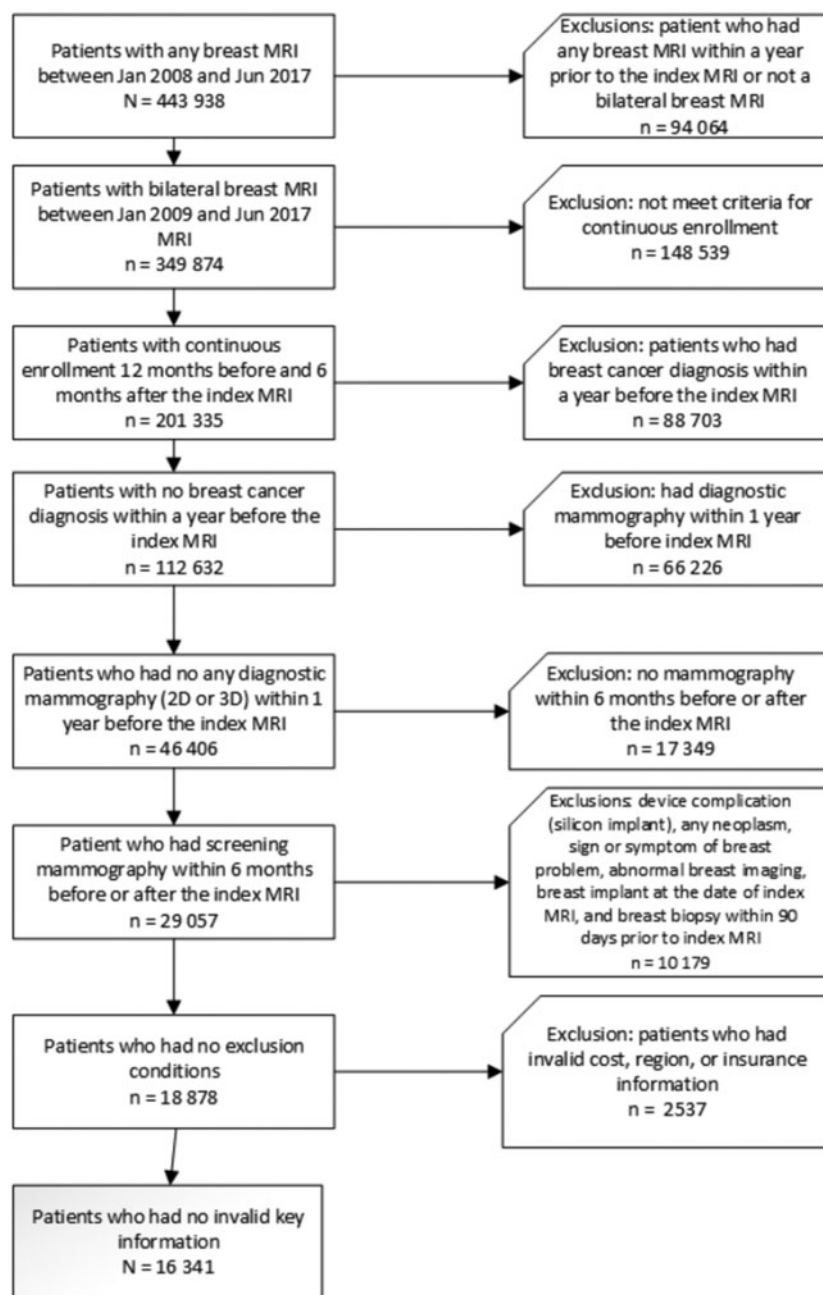 Patients with any breast MRI
between Jan 2008 and Jun 2017
N = 443 938
Exclusions: patient who had
any breast MRI within a year
prior to the index MRI or not a
bilateral breast MRI
n = 94 064
Patients with bilateral breast MRI
between Jan 2009 and Jun 2017
MRI
n = 349 874
Exclusion: not meet criteria for
continuous enrollment
n = 148 539
Patients with continuous
enrollment 12 months before and 6
months after the index MRI
n = 201 335
Exclusion: patients who had
breast cancer diagnosis within
a year before the index MRI
n = 88 703
Patients with no breast cancer
diagnosis within a year before the
index MRI
n = 112 632
Exclusion: had diagnostic
mammography within 1 year
before index MRI
n = 66 226
Patients who had no any diagnostic
mammography (2D or 3D) within 1
year before the index MRI
n = 46 406
Exclusion: no mammography
within 6 months before or after
the index MRI
n = 17 349
Patient who had screening
mammography within 6 months
before or after the index MRI
n = 29 057
Exclusions: device complication
(silicon implant), any neoplasm,
sign or symptom of breast
problem, abnormal breast imaging,
breast implant at the date of index
MRI, and breast biopsy within 90
days prior to index MRI
n = 10 179
Patients who had no exclusion
conditions
n = 18 878
Exclusion: patients who had
invalid cost, region, or insurance
information
n = 2537
Patients who had no invalid key
information
N = 16 341